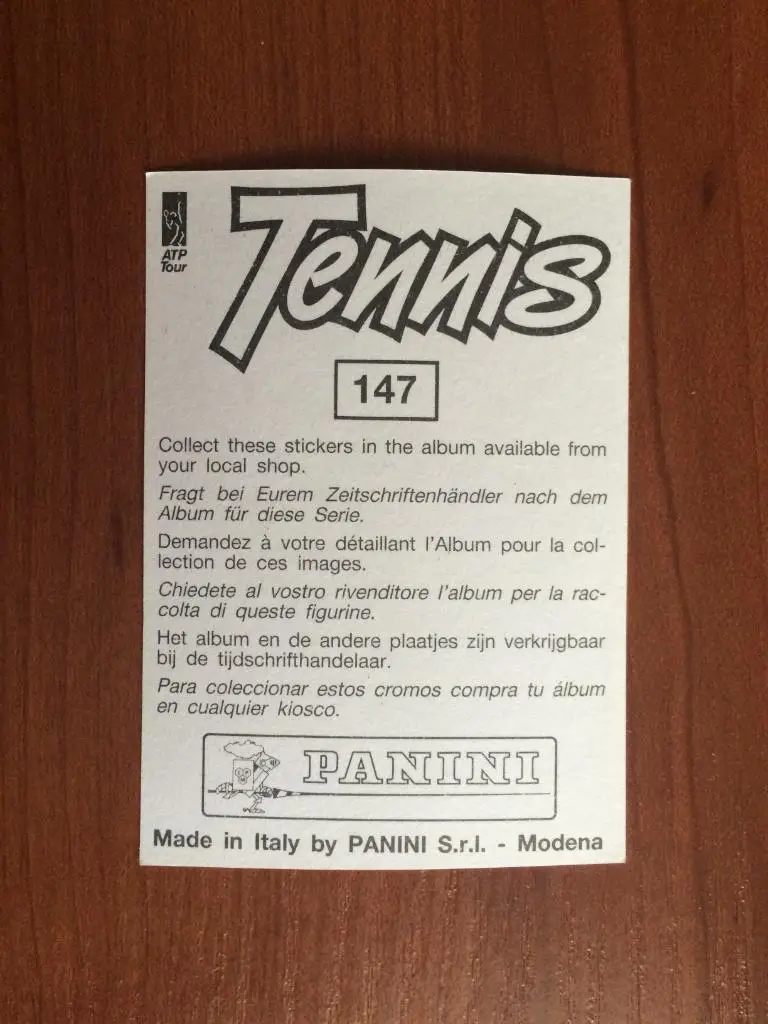 ATP
Tour
Tennis
147
Collect these stickers in the album available from
your local shop.
Fragt bei Eurem Zeitschriftenhändler nach dem
Album für diese Serie.
Demandez à votre détaillant l'Album pour la col-
lection de ces images.
Chiedete al vostro rivenditore l'album per la rac-
colta di queste figurine.
Het album en de andere plaatjes zijn verkrijgbaar
bij de tijdschrifthandelaar.
Para coleccionar estos cromos compra tu álbum
en cualquier kiosco.
PANINI
Made in Italy by PANINI S.r.l. - Modena